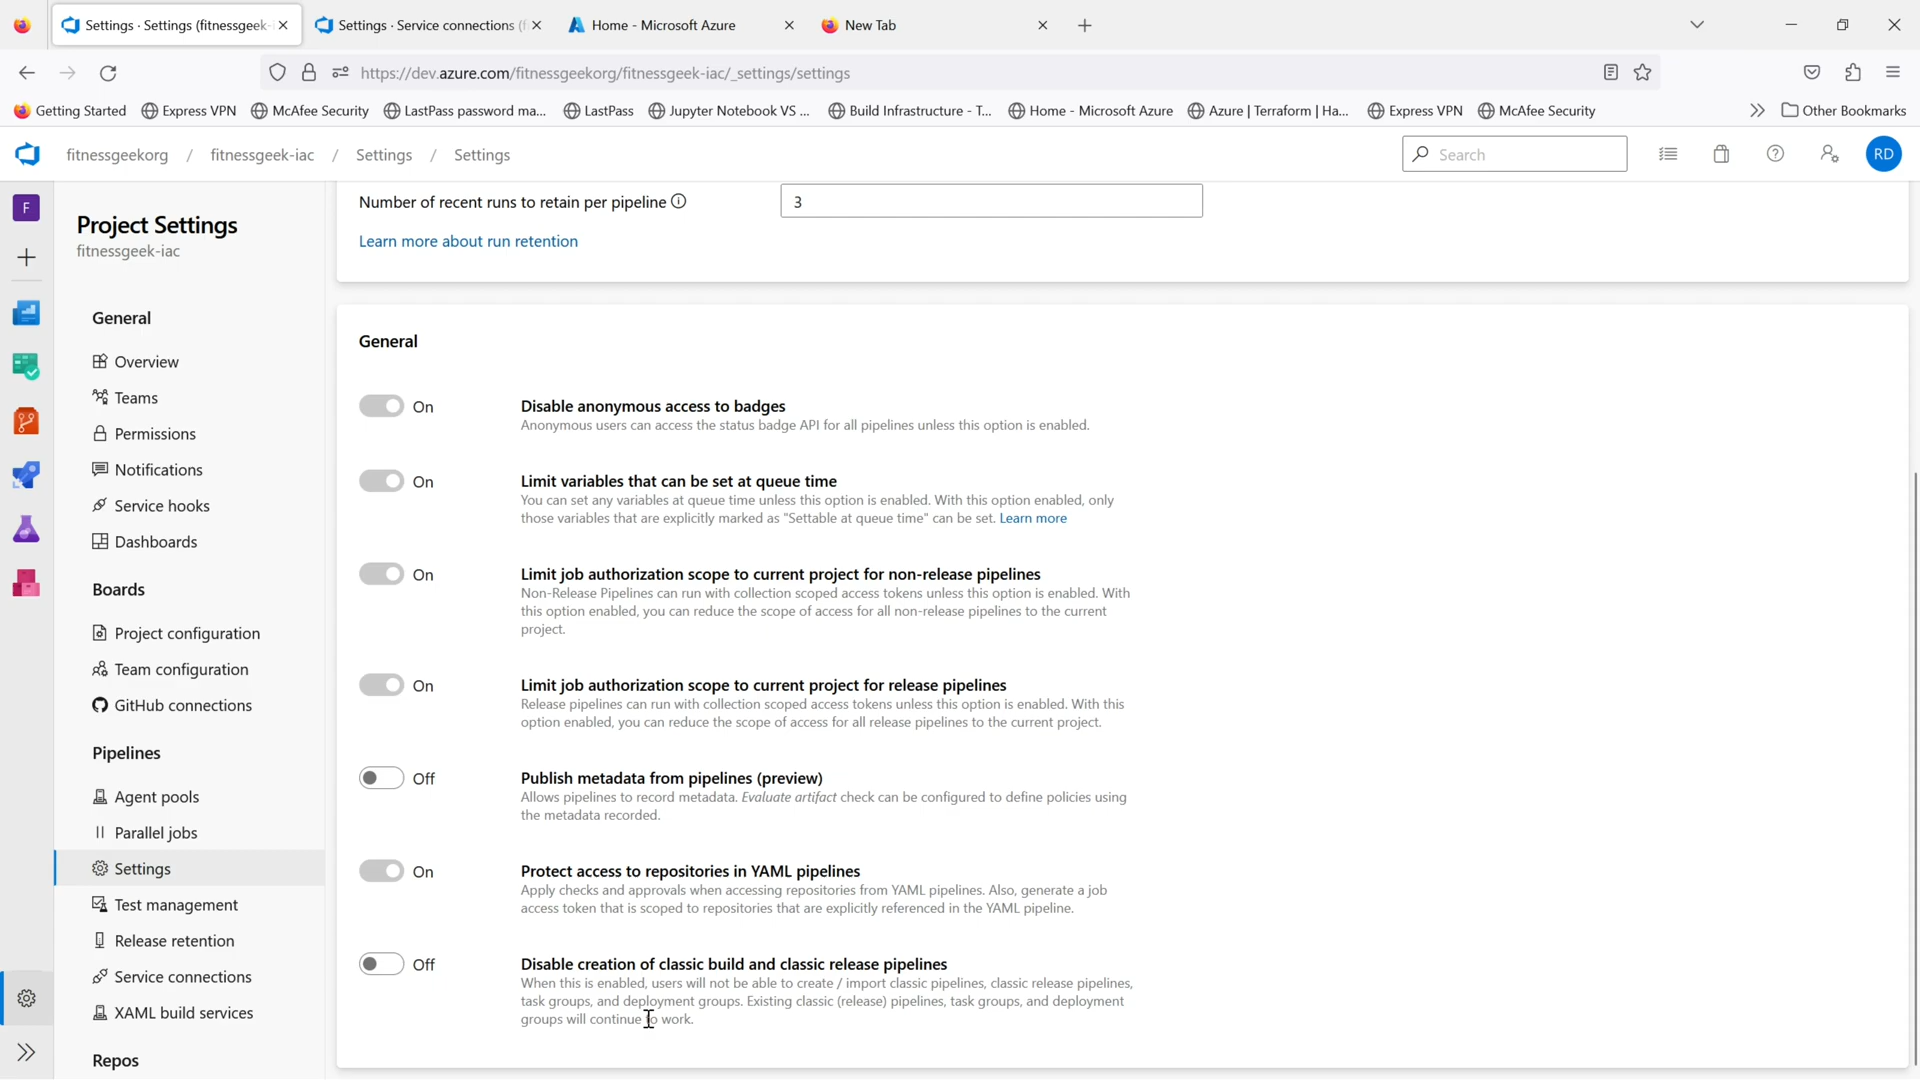 Settings · Settings (fitnessgeek-
Settings · Service connections (f
Home - Microsoft Azure
New Tab
https://dev.azure.com/fitnessgeekorg/fitnessgeek-iac/_settings/settings
Getting Started
Express VPN
McAfee Security
LastPass password ma...
LastPass
Jupyter Notebook VS ...
Build Infrastructure - T...
Home - Microsoft Azure
Azure | Terraform | Ha...
Express VPN
McAfee Security
Other Bookmarks
fitnessgeekorg / fitnessgeek-iac / Settings / Settings
Search
RD
F
Project Settings
fitnessgeek-iac
General
Overview
Teams
Permissions
Notifications
Service hooks
Dashboards
Boards
Project configuration
Team configuration
GitHub connections
Pipelines
Agent pools
Parallel jobs
Settings
Test management
Release retention
Service connections
XAML build services
Repos
Number of recent runs to retain per pipeline
3
Learn more about run retention
General
On
Disable anonymous access to badges
Anonymous users can access the status badge API for all pipelines unless this option is enabled.
On
Limit variables that can be set at queue time
You can set any variables at queue time unless this option is enabled. With this option enabled, only
those variables that are explicitly marked as "Settable at queue time" can be set. Learn more
On
Limit job authorization scope to current project for non-release pipelines
Non-Release Pipelines can run with collection scoped access tokens unless this option is enabled. With
this option enabled, you can reduce the scope of access for all non-release pipelines to the current
project.
On
Limit job authorization scope to current project for release pipelines
Release pipelines can run with collection scoped access tokens unless this option is enabled. With this
option enabled, you can reduce the scope of access for all release pipelines to the current project.
Off
Publish metadata from pipelines (preview)
Allows pipelines to record metadata. Evaluate artifact check can be configured to define policies using
the metadata recorded.
On
Protect access to repositories in YAML pipelines
Apply checks and approvals when accessing repositories from YAML pipelines. Also, generate a job
access token that is scoped to repositories that are explicitly referenced in the YAML pipeline.
Off
Disable creation of classic build and classic release pipelines
When this is enabled, users will not be able to create / import classic pipelines, classic release pipelines,
task groups, and deployment groups. Existing classic (release) pipelines, task groups, and deployment
groups will continue to work.